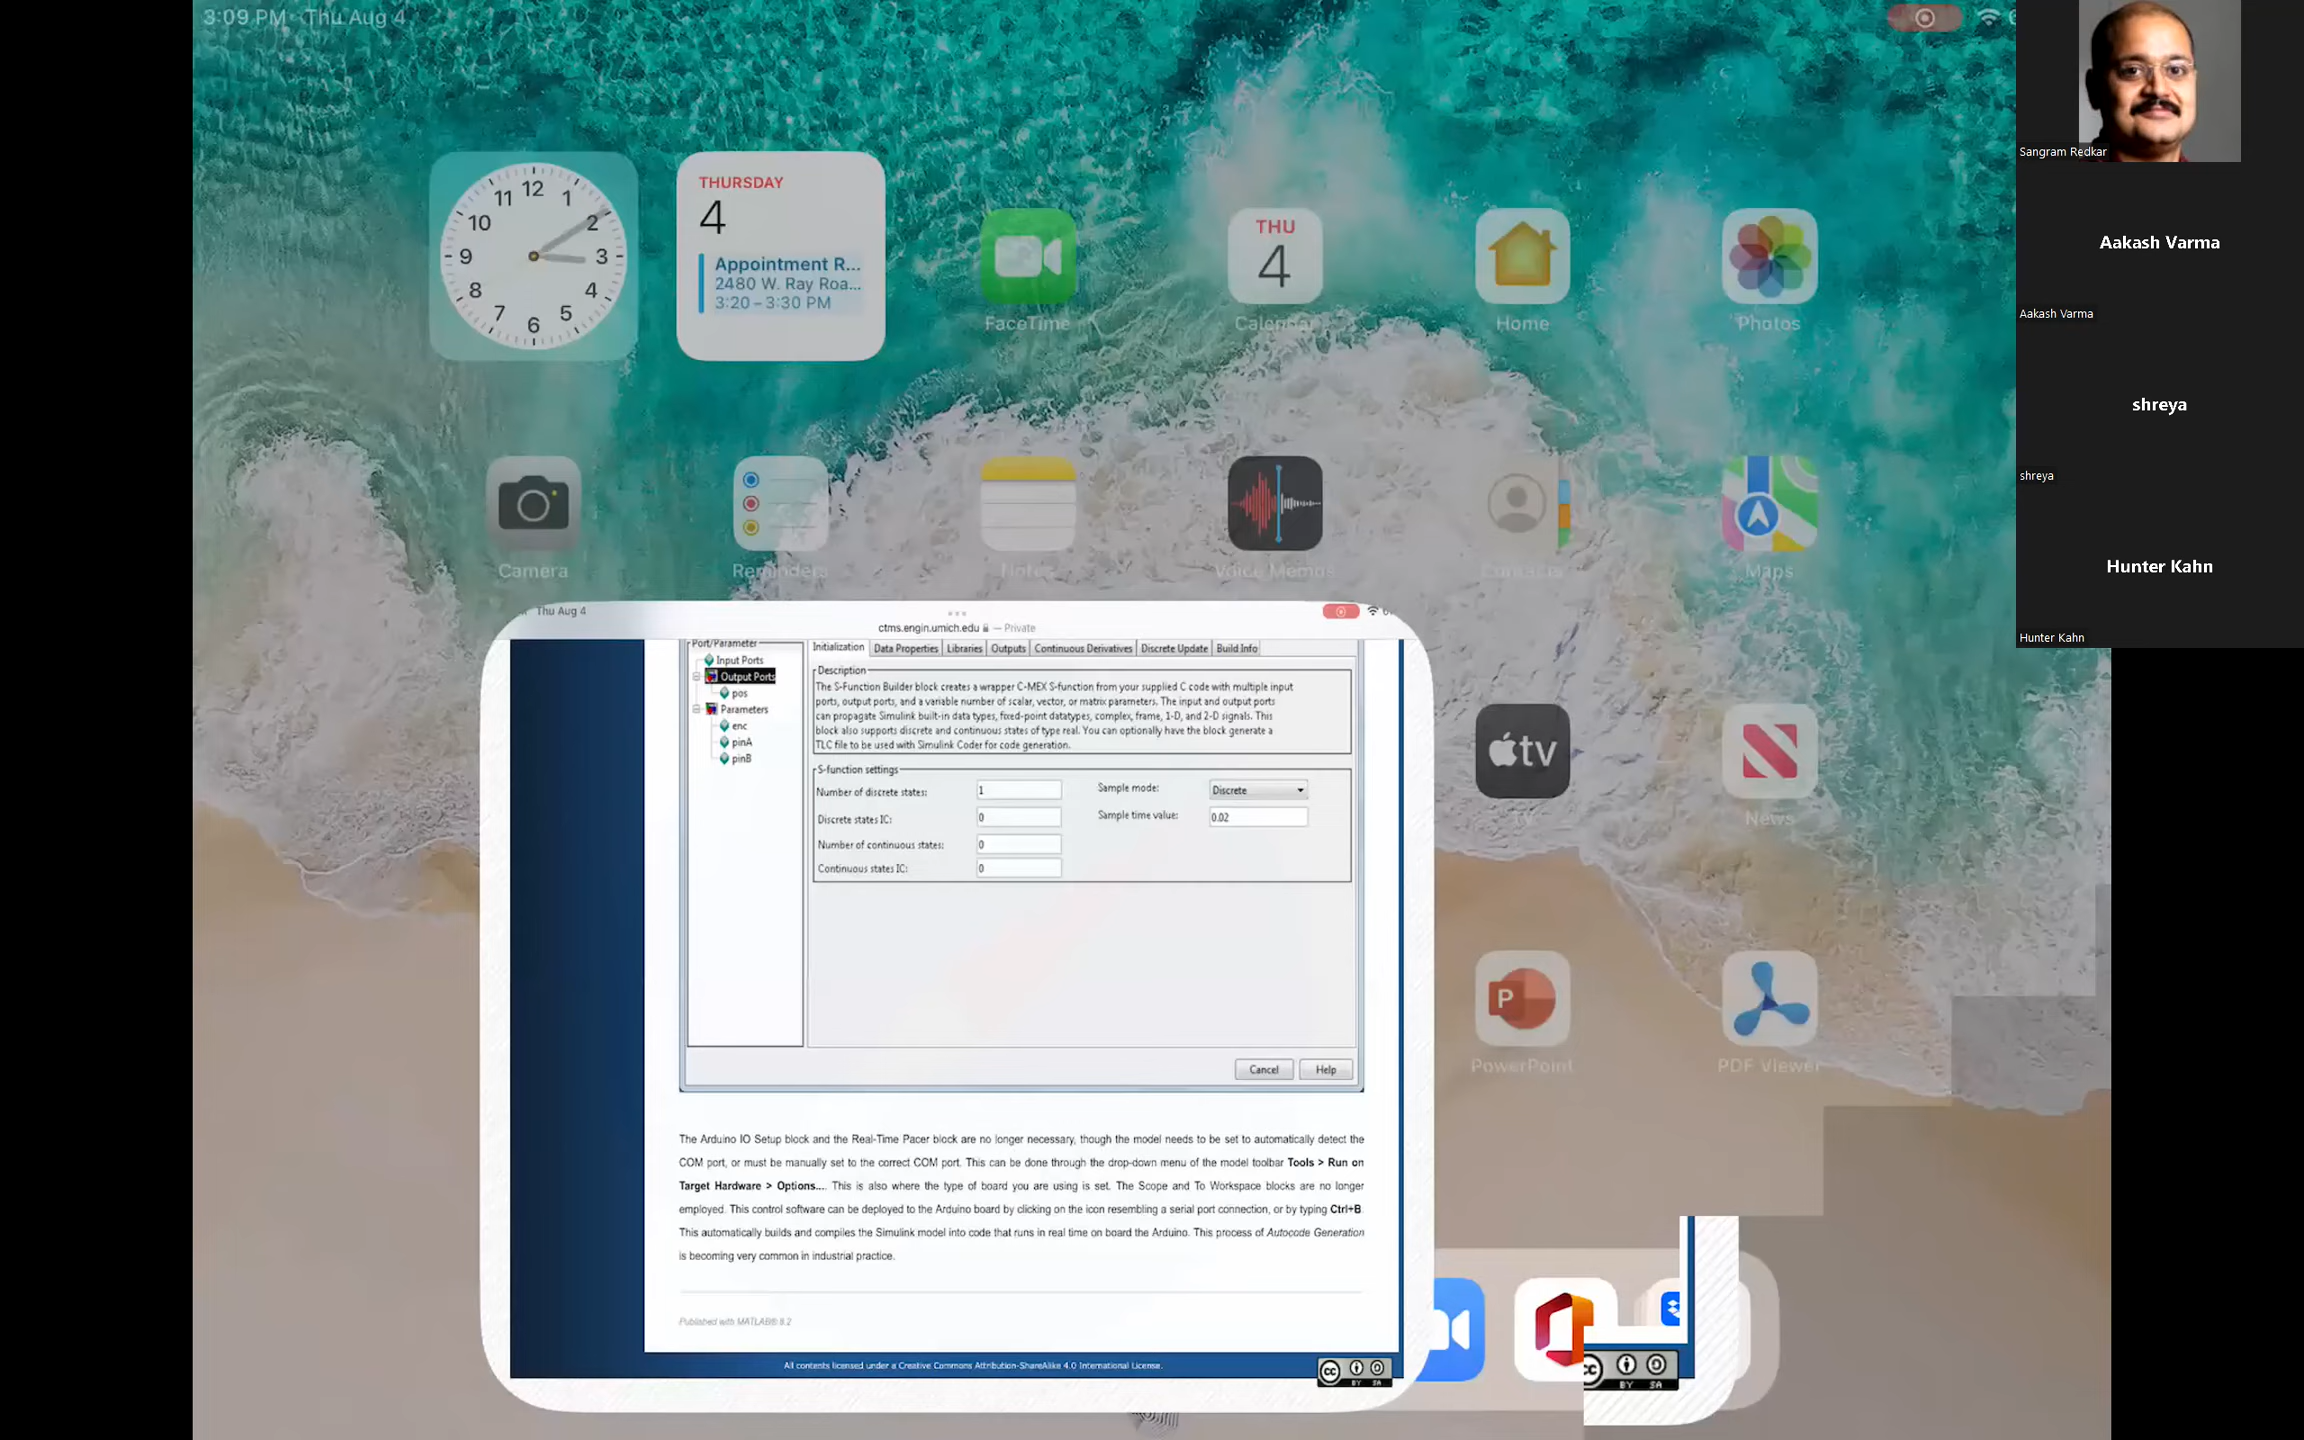 3:09 PM Thu Aug 4
Sangram Redkar
Aakash Varma
Aakash Varma
shreya
shreya
Hunter Kahn
Hunter Kahn
12
1
2
3
4
5
6
7
8
9
10
11
THURSDAY
4
Appointment R...
2480 W. Ray Roa...
3:20 – 3:30 PM
THU
4
FaceTime
Calendar
Home
Photos
Camera
Reminders
Notes
Voice Memos
Contacts
Maps
tv
TV
News
P
PowerPoint
PDF Viewer
Thu Aug 4
ctms.engin.umich.edu — Private
Port/Parameter
Input Ports
Output Ports
pos
Parameters
enc
pinA
pinB
Initialization Data Properties Libraries Outputs Continuous Derivatives Discrete Update Build Info
Description
The S-Function Builder block creates a wrapper C-MEX S-function from your supplied C code with multiple input
ports, output ports, and a variable number of scalar, vector, or matrix parameters. The input and output ports
can propagate Simulink built-in data types, fixed-point datatypes, complex, frame, 1-D, and 2-D signals. This
block also supports discrete and continuous states of type real. You can optionally have the block generate a
TLC file to be used with Simulink Coder for code generation.
S-function settings
Number of discrete states: 1 Sample mode: Discrete
Discrete states IC: 0 Sample time value: 0.02
Number of continuous states: 0
Continuous states IC: 0
Cancel Help
The Arduino IO Setup block and the Real-Time Pacer block are no longer necessary, though the model needs to be set to automatically detect the
COM port, or must be manually set to the correct COM port. This can be done through the drop-down menu of the model toolbar Tools > Run on
Target Hardware > Options.... This is also where the type of board you are using is set. The Scope and To Workspace blocks are no longer
employed. This control software can be deployed to the Arduino board by clicking on the icon resembling a serial port connection, or by typing Ctrl+B.
This automatically builds and compiles the Simulink model into code that runs in real time on board the Arduino. This process of Autocode Generation
is becoming very common in industrial practice.
Published with MATLAB® 9.2
All contents licensed under a Creative Commons Attribution-ShareAlike 4.0 International License.
CC BY SA
CC BY SA